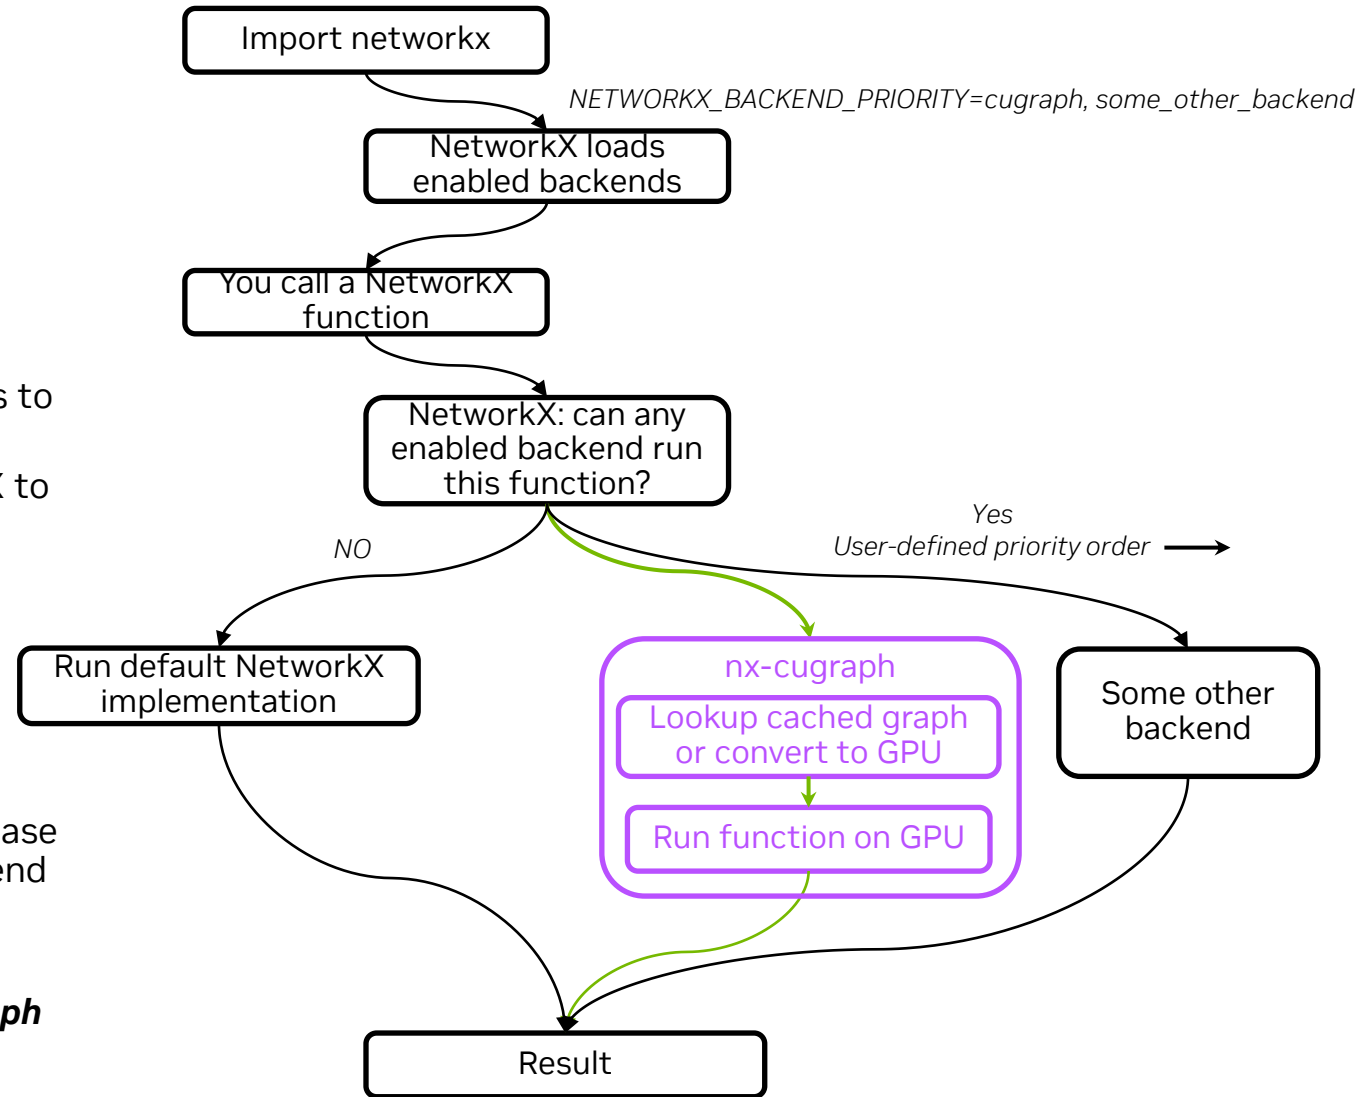 Import networkx
NETWORKX_BACKEND_PRIORITY=cugraph, some_other_backend
NetworkX loads
enabled backends
You call a NetworkX
function
s to
X to
NetworkX: can any
enabled backend run
this function?
NO
Yes
User-defined priority order
Run default NetworkX
implementation
nx-cugraph
Lookup cached graph
or convert to GPU
Run function on GPU
Some other
backend
ase
end
ph
Result